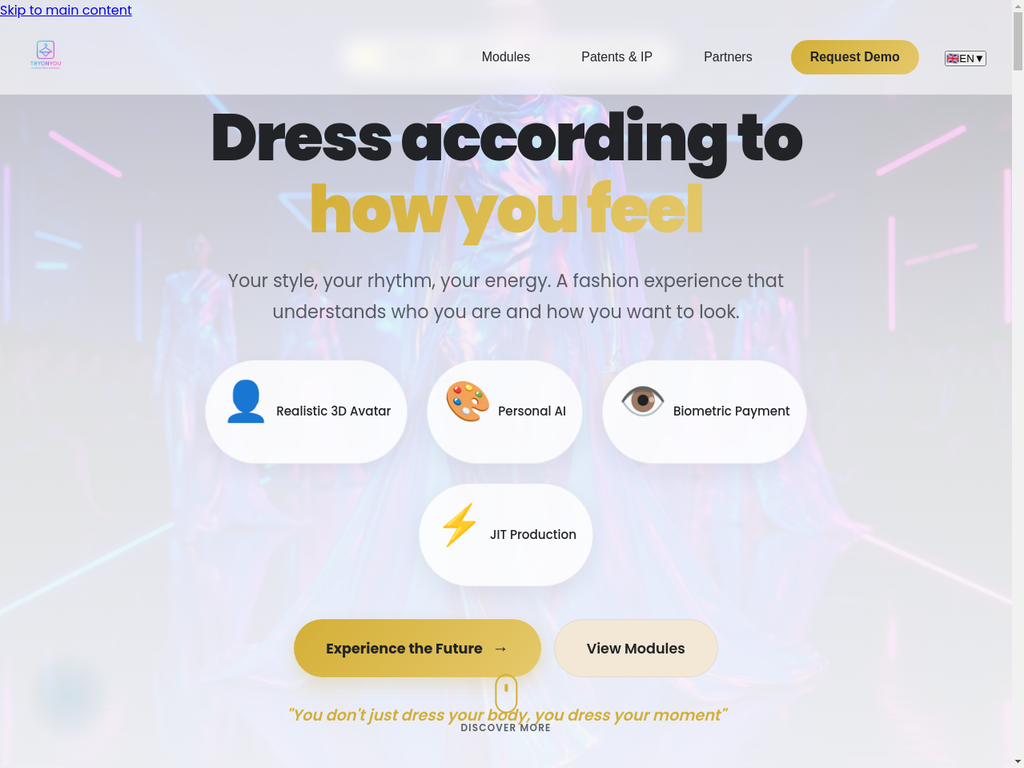 Skip to main content
TRYONYOU
Modules
Patents & IP
Partners
Request Demo
EN▼
Dress according to
how you feel
Your style, your rhythm, your energy. A fashion experience that
understands who you are and how you want to look.
Realistic 3D Avatar
Personal AI
Biometric Payment
JIT Production
Experience the Future →
View Modules
"You don't just dress your body, you dress your moment"
DISCOVER MORE